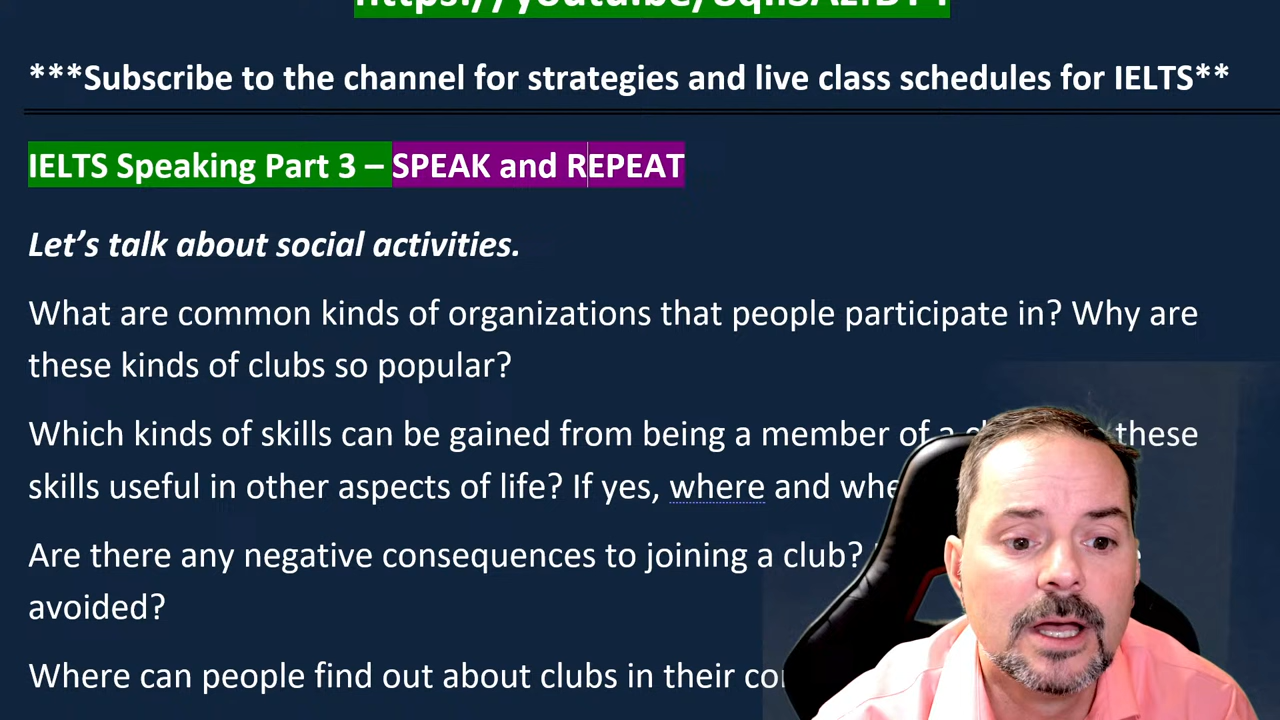 ***Subscribe to the channel for strategies and live class schedules for IELTS**
IELTS Speaking Part 3 – SPEAK and REPEAT
Let’s talk about social activities.
What are common kinds of organizations that people participate in? Why are
these kinds of clubs so popular?
Which kinds of skills can be gained from being a member of a these
skills useful in other aspects of life? If yes, where and
Are there any negative consequences to joining a club?
avoided?
Where can people find out about clubs in their